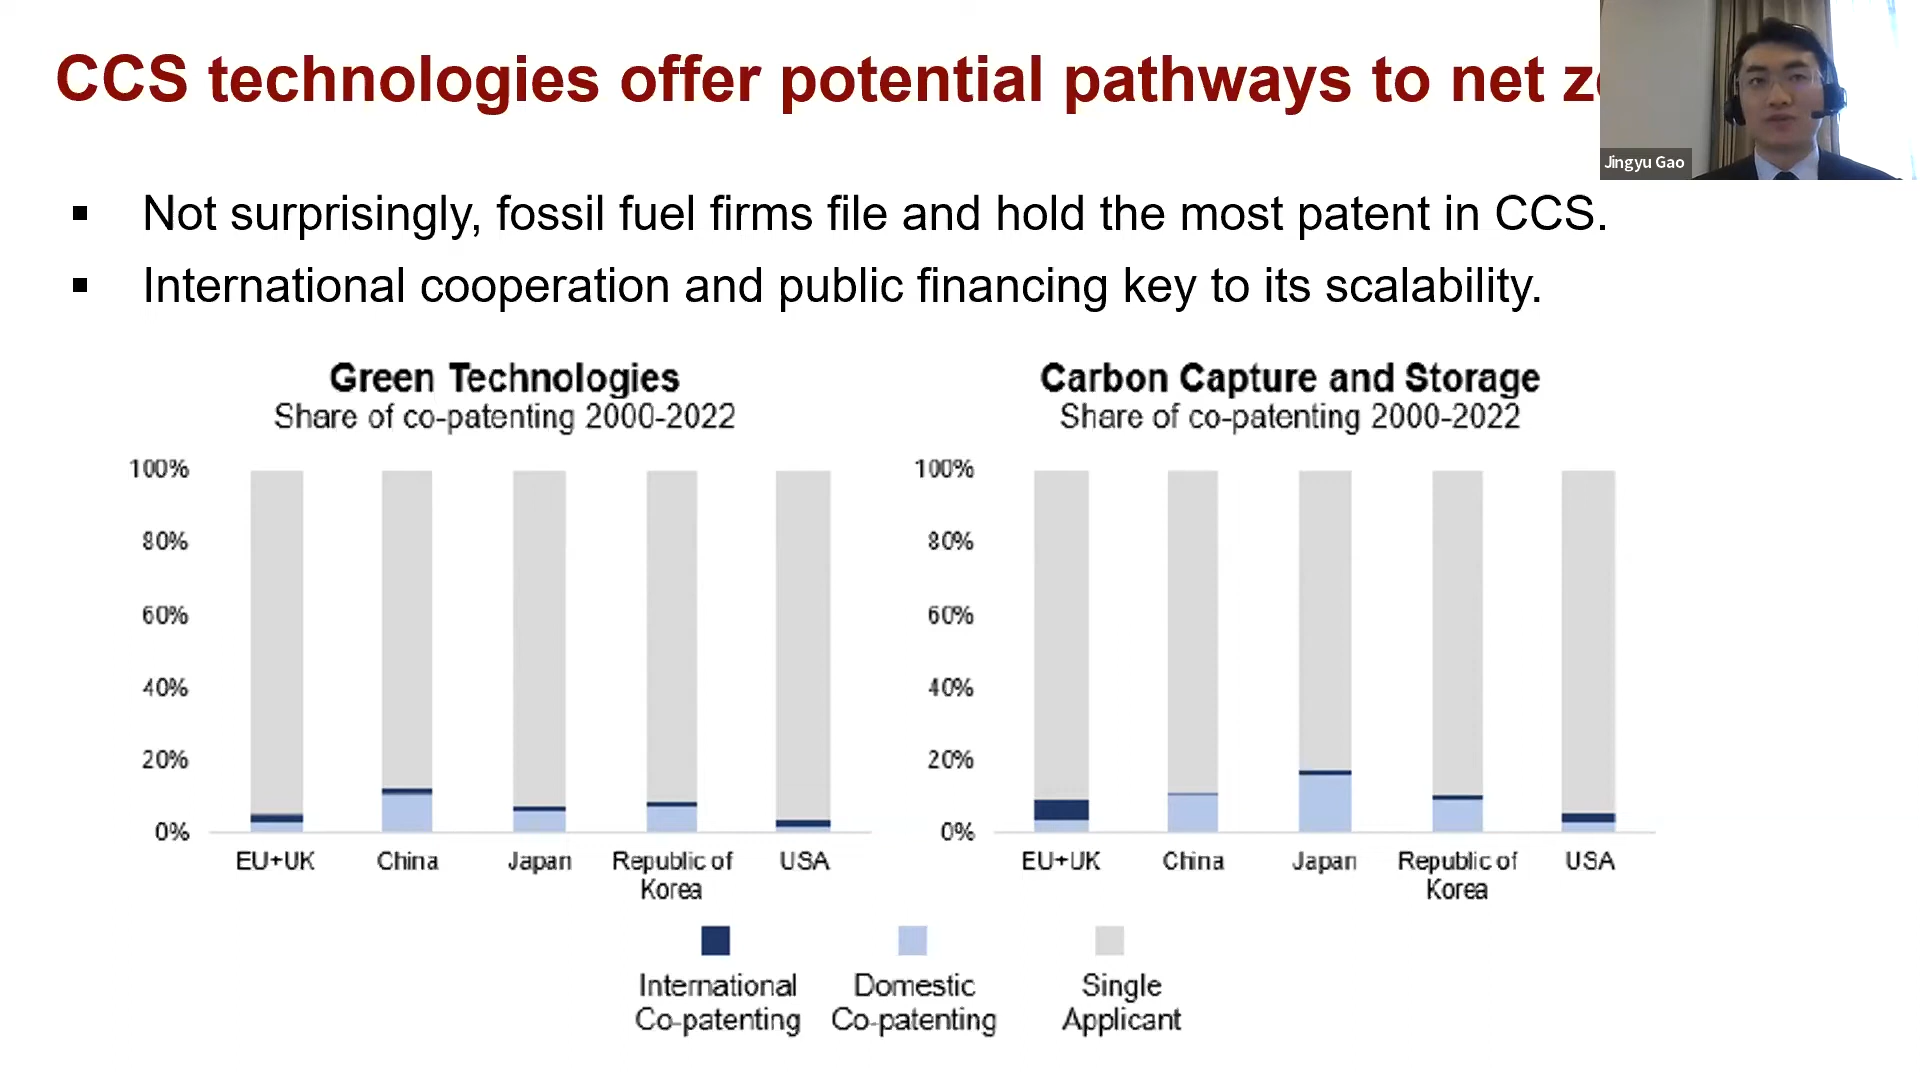 CCS technologies offer potential pathways to net
Jingyu Gao
▪ Not surprisingly, fossil fuel firms file and hold the most patent in CCS.
▪ International cooperation and public financing key to its scalability.
Green Technologies
Share of co-patenting 2000-2022
100%
80%
60%
40%
20%
0%
EU+UK China Japan Republic of USA
Korea
Carbon Capture and Storage
Share of co-patenting 2000-2022
100%
80%
60%
40%
20%
0%
EU+UK China Japan Republic of USA
Korea
International Domestic Single
Co-patenting Co-patenting Applicant